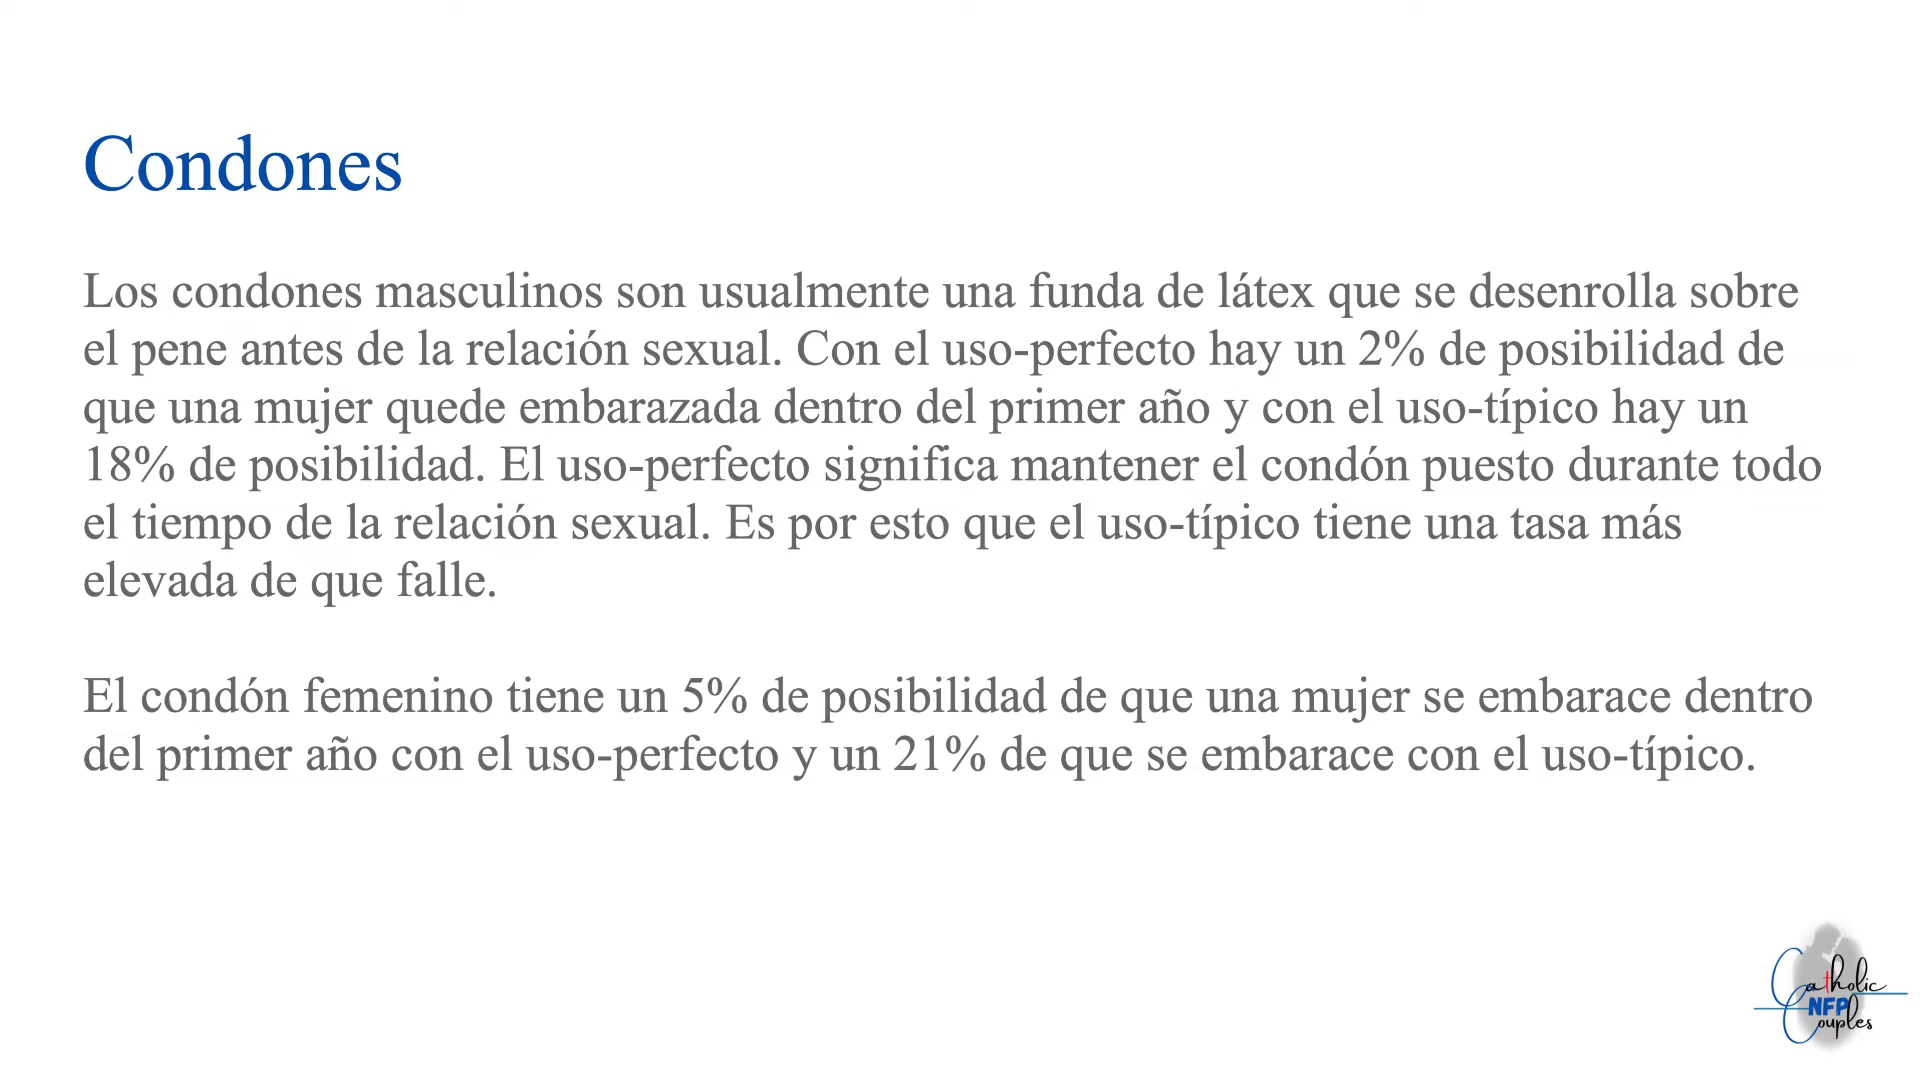 Condones
Los condones masculinos son usualmente una funda de látex que se desenrolla sobre
el pene antes de la relación sexual. Con el uso-perfecto hay un 2% de posibilidad de
que una mujer quede embarazada dentro del primer año y con el uso-típico hay un
18% de posibilidad. El uso-perfecto significa mantener el condón puesto durante todo
el tiempo de la relación sexual. Es por esto que el uso-típico tiene una tasa más
elevada de que falle.
El condón femenino tiene un 5% de posibilidad de que una mujer se embarace dentro
del primer año con el uso-perfecto y un 21% de que se embarace con el uso-típico.
Catholic
NFP
Couples